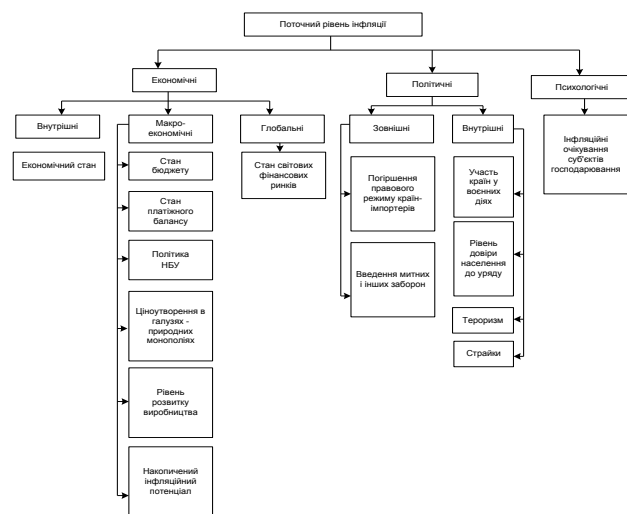 Поточний рівень інфляції
Економічні
Політичні
Психологічні
Внутрішні
Макро-
економічні
Глобальні
Зовнішні
Внутрішні
Інфляційні
очікування
суб'єктів
господарювання
Економічний стан
Стан
бюджету
Стан світових
фінансових
ринків
Стан
платіжного
балансу
Політика
НБУ
Ціноутворення в
галузях -
природних
монополіях
Рівень
розвитку
виробництва
Накопичений
інфляційний
потенціал
Погіршення
правового
режиму країн-
імпортерів
Введення митних
і інших заборон
Участь
країн у
воєнних
діях
Рівень
довіри
населення
до уряду
Тероризм
Страйки